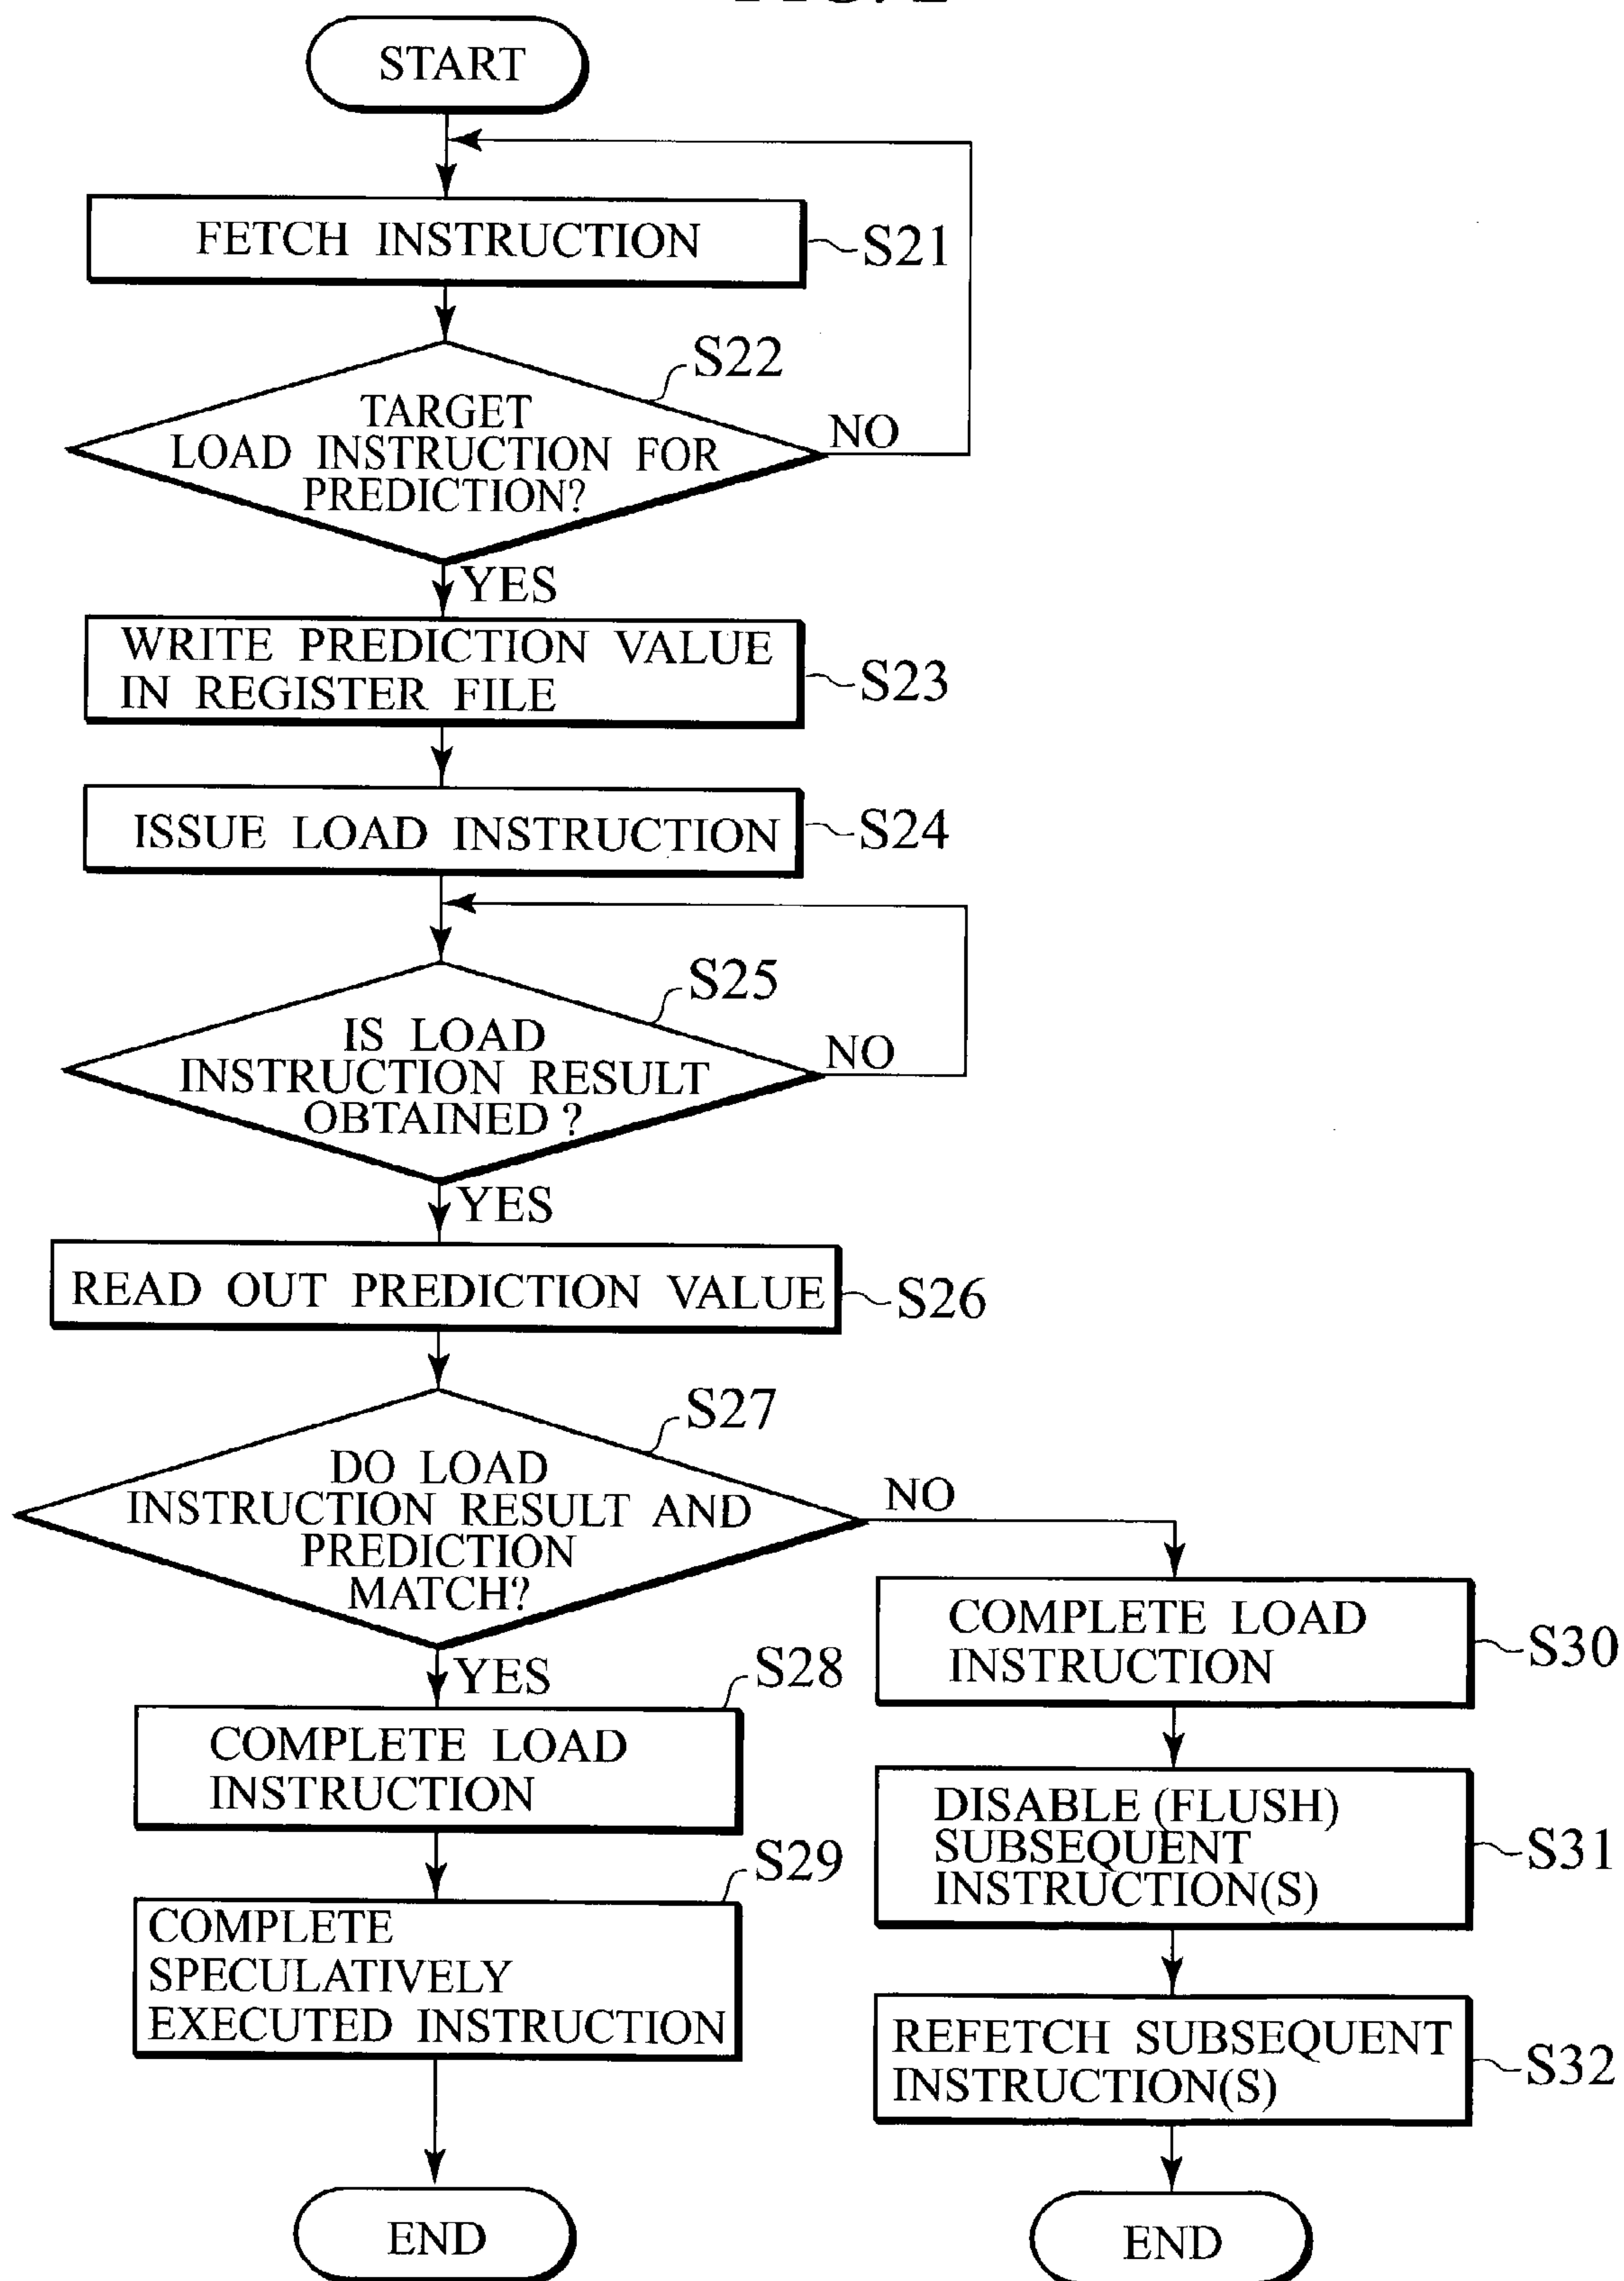 START
FETCH INSTRUCTION
S21
S22
TARGET
LOAD INSTRUCTION FOR
PREDICTION?
NO
YES
WRITE PREDICTION VALUE
IN REGISTER FILE
S23
ISSUE LOAD INSTRUCTION
S24
S25
IS LOAD
INSTRUCTION RESULT
OBTAINED ?
NO
YES
READ OUT PREDICTION VALUE
S26
S27
DO LOAD
INSTRUCTION RESULT AND
PREDICTION
MATCH?
NO
YES
S28
COMPLETE LOAD
INSTRUCTION
S29
COMPLETE
SPECULATIVELY
EXECUTED INSTRUCTION
END
COMPLETE LOAD
INSTRUCTION
S30
DISABLE (FLUSH)
SUBSEQUENT
INSTRUCTION(S)
S31
REFETCH SUBSEQUENT
INSTRUCTION(S)
S32
END